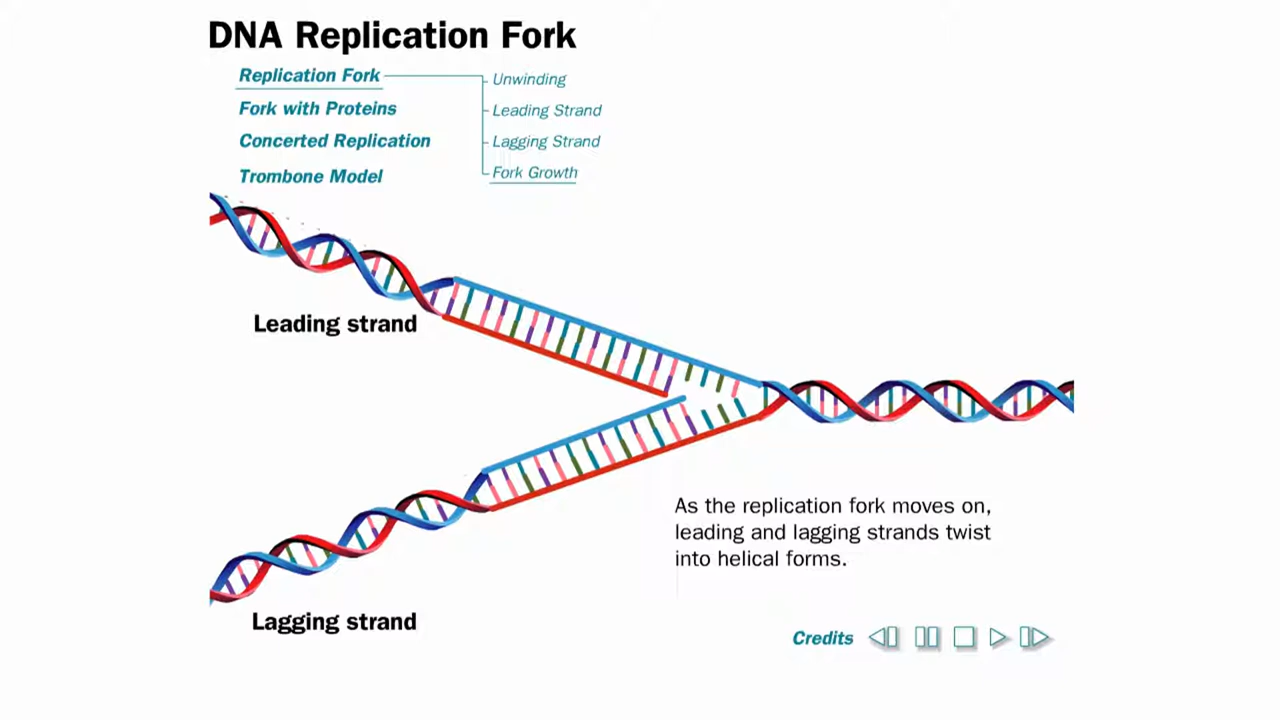 DNA Replication Fork
Replication Fork
Unwinding
Fork with Proteins
Leading Strand
Concerted Replication
Lagging Strand
Trombone Model
Fork Growth
Leading strand
As the replication fork moves on,
leading and lagging strands twist
into helical forms.
Lagging strand
Credits